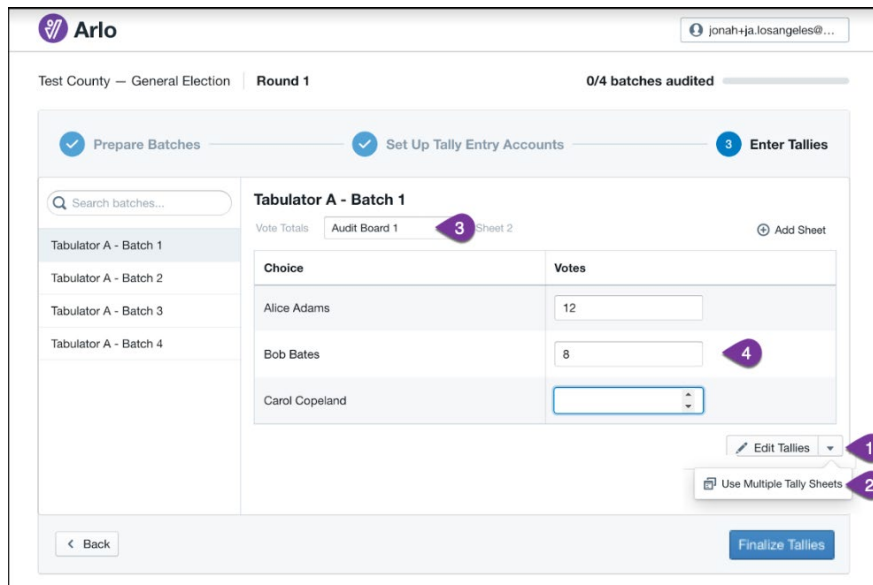 Arlo
jonah+ja.losangeles@...
Test County — General Election Round 1 0/4 batches audited
Prepare Batches Set Up Tally Entry Accounts 3 Enter Tallies
Search batches...
Tabulator A - Batch 1
Tabulator A - Batch 2
Tabulator A - Batch 3
Tabulator A - Batch 4
Tabulator A - Batch 1
Vote Totals Audit Board 1 3 Sheet 2 Add Sheet
Choice Votes
Alice Adams 12
Bob Bates 8 4
Carol Copeland
Edit Tallies 1
Use Multiple Tally Sheets 2
Back Finalize Tallies